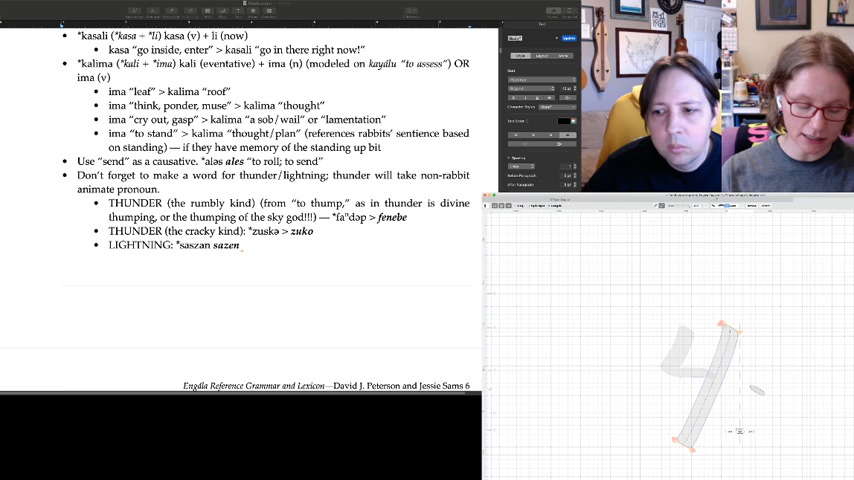 • *kasali (*kasa + *li) kasa (v) + li (now)
• kasa “go inside, enter” > kasali “go in there right now!”
• *kalima (*kali + *ima) kali (eventative) + ima (n) (modeled on kayálu “to assess”) OR
ima (v)
• ima “leaf” > kalima “roof”
• ima “think, ponder, muse” > kalima “thought”
• ima “cry out, gasp” > kalima “a sob/wail” or “lamentation”
• ima “to stand” > kalima “thought/plan” (references rabbits’ sentience based
on standing) — if they have memory of the standing up bit
• Use “send” as a causative. *aləs ales “to roll; to send”
• Don’t forget to make a word for thunder/lightning; thunder will take non-rabbit
animate pronoun.
• THUNDER (the rumbly kind) (from “to thump,” as in thunder is divine
thumping, or the thumping of the sky god!!!) — *faⁿdəp > fenebe
• THUNDER (the cracky kind): *zuskə > zuko
• LIGHTNING: *saszan sazen
Engála Reference Grammar and Lexicon—David J. Peterson and Jessie Sams 6
Update
Style